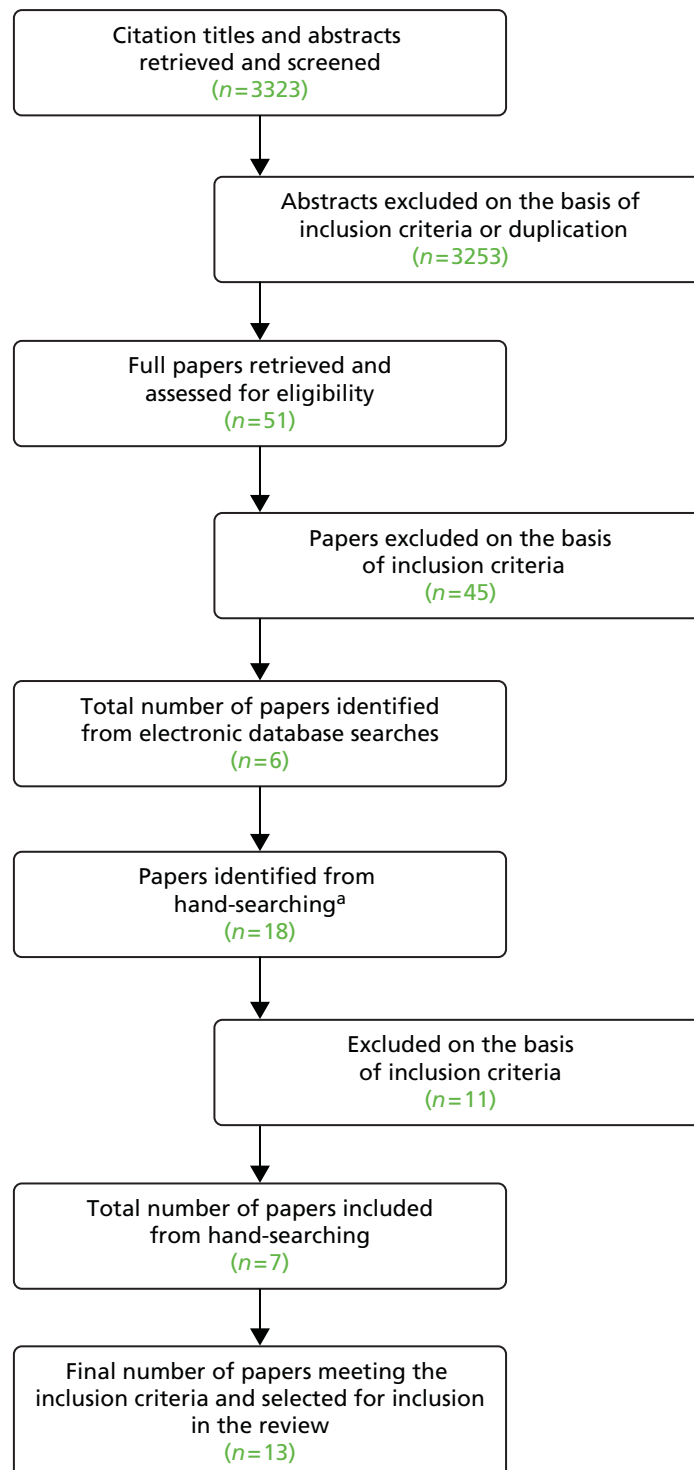 Citation titles and abstracts
retrieved and screened
(n=3323)
Abstracts excluded on the basis of
inclusion criteria or duplication
(n=3253)
Full papers retrieved and
assessed for eligibility
(n=51)
Papers excluded on the basis
of inclusion criteria
(n=45)
Total number of papers identified
from electronic database searches
(n=6)
Papers identified from
hand-searchingª
(n=18)
Excluded on the basis
of inclusion criteria
(n=11)
Total number of papers included
from hand-searching
(n=7)
Final number of papers meeting the
inclusion criteria and selected for inclusion
in the review
(n=13)